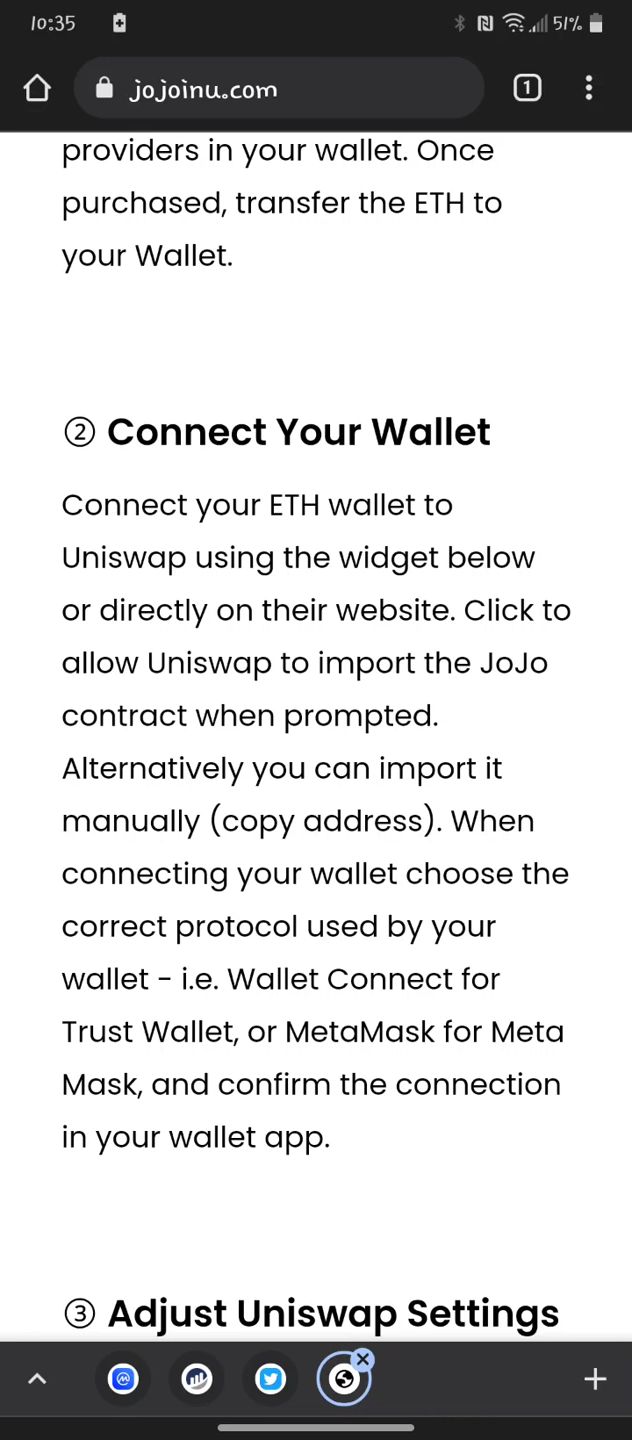 10:35 51%
jojoinu.com 1
providers in your wallet. Once
purchased, transfer the ETH to
your Wallet.
② Connect Your Wallet
Connect your ETH wallet to
Uniswap using the widget below
or directly on their website. Click to
allow Uniswap to import the JoJo
contract when prompted.
Alternatively you can import it
manually (copy address). When
connecting your wallet choose the
correct protocol used by your
wallet - i.e. Wallet Connect for
Trust Wallet, or MetaMask for Meta
Mask, and confirm the connection
in your wallet app.
③ Adjust Uniswap Settings